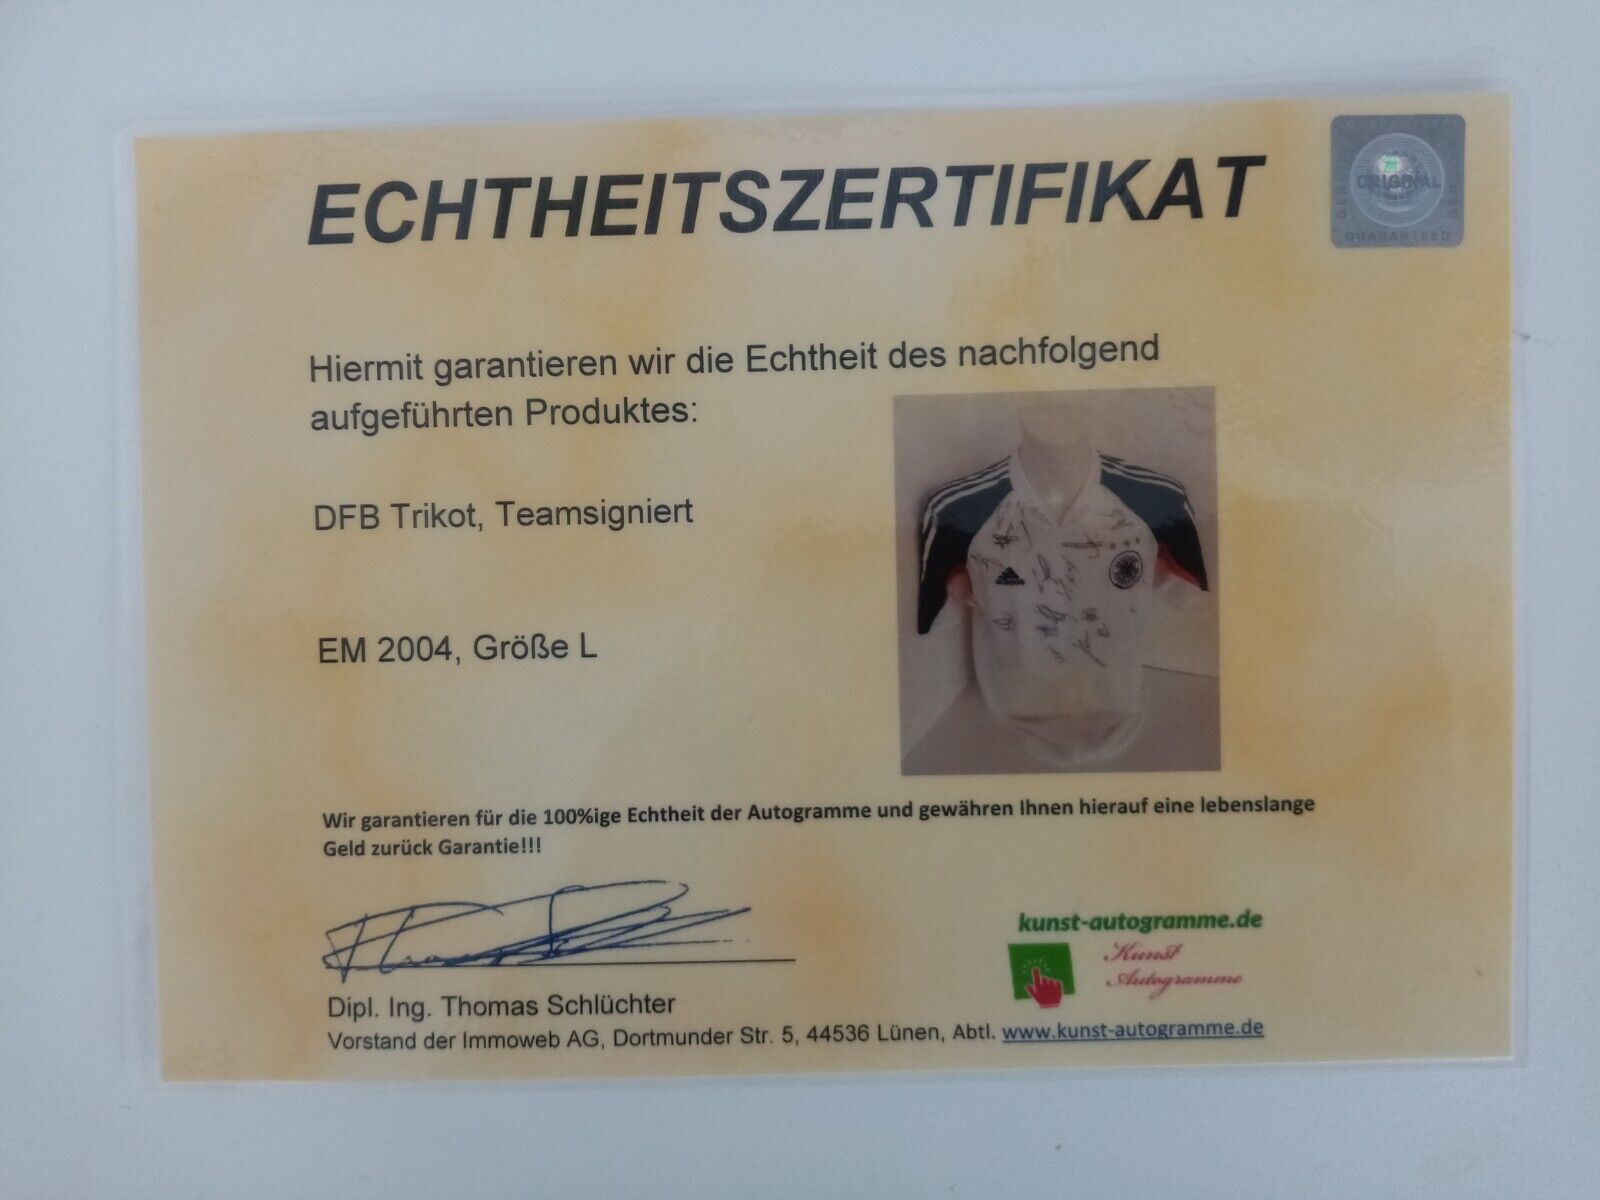 ECHTHEITSZERTIFIKAT
ORIGINAL
GUARANTEED
Hiermit garantieren wir die Echtheit des nachfolgend
aufgeführten Produktes:
DFB Trikot, Teamsigniert
EM 2004, Größe L
Wir garantieren für die 100%ige Echtheit der Autogramme und gewähren Ihnen hierauf eine lebenslange
Geld zurück Garantie!!!
kunst-autogramme.de
Kunst
Autogramme
Dipl. Ing. Thomas Schlüchter
Vorstand der Immoweb AG, Dortmunder Str. 5, 44536 Lünen, Abtl. www.kunst-autogramme.de